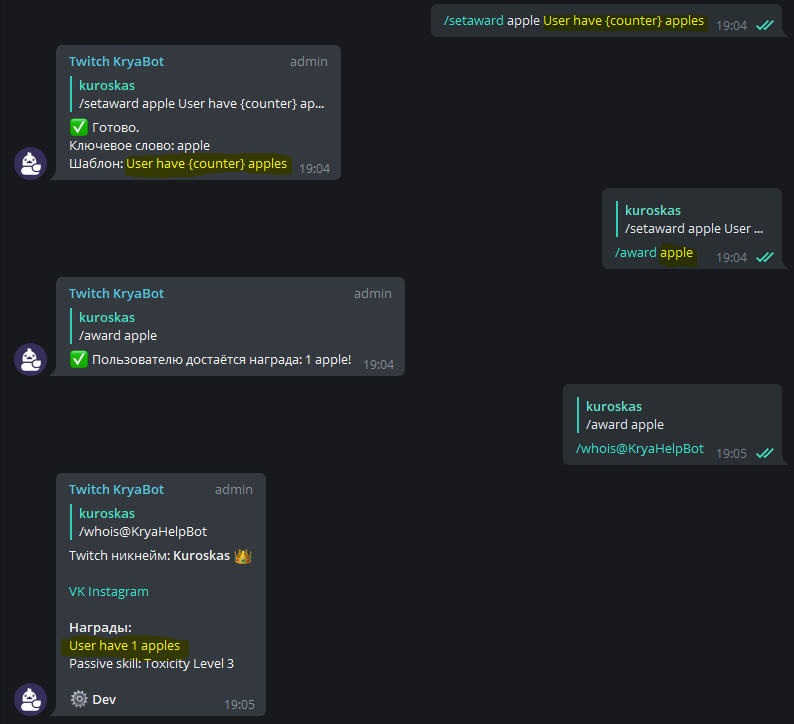 /setaward apple User have {counter} apples 19:04
Twitch KryaBot admin
kuroskas
/setaward apple User have {counter} ap...
✅ Готово.
Ключевое слово: apple
Шаблон: User have {counter} apples 19:04
kuroskas
/setaward apple User ...
/award apple 19:04
Twitch KryaBot admin
kuroskas
/award apple
✅ Пользователю достаётся награда: 1 apple! 19:04
kuroskas
/award apple
/whois@KryaHelpBot 19:05
Twitch KryaBot admin
kuroskas
/whois@KryaHelpBot
Twitch никнейм: Kuroskas 👑
VK Instagram
Награды:
User have 1 apples
Passive skill: Toxicity Level 3
⚙️ Dev 19:05